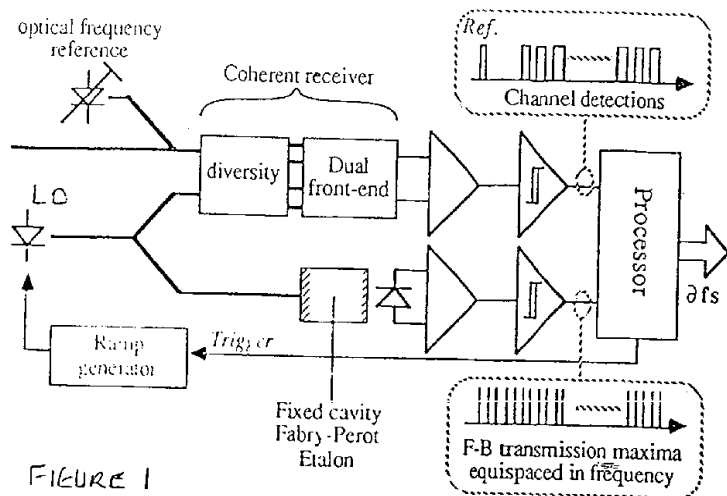 optical frequency
reference
Coherent receiver
Ref.
Channel detections
diversity
Dual
front-end
Processor
LO
∂fs
Ramp
generator
Trigger
Fixed cavity
Fabry-Perot
Etalon
F-B transmission maxima
equispaced in frequency
FIGURE 1